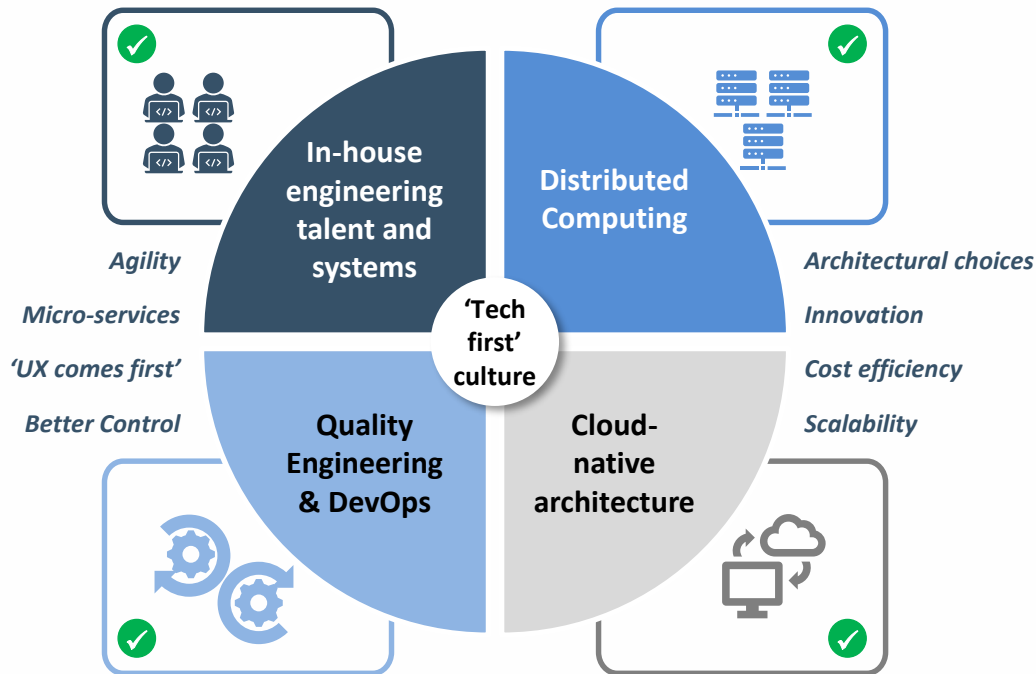 In-house
engineering
talent and
systems
Distributed
Computing
Agility
Micro-services
‘UX comes first’
Better Control
‘Tech
first’
culture
Architectural choices
Innovation
Cost efficiency
Scalability
Quality
Engineering
& DevOps
Cloud-
native
architecture